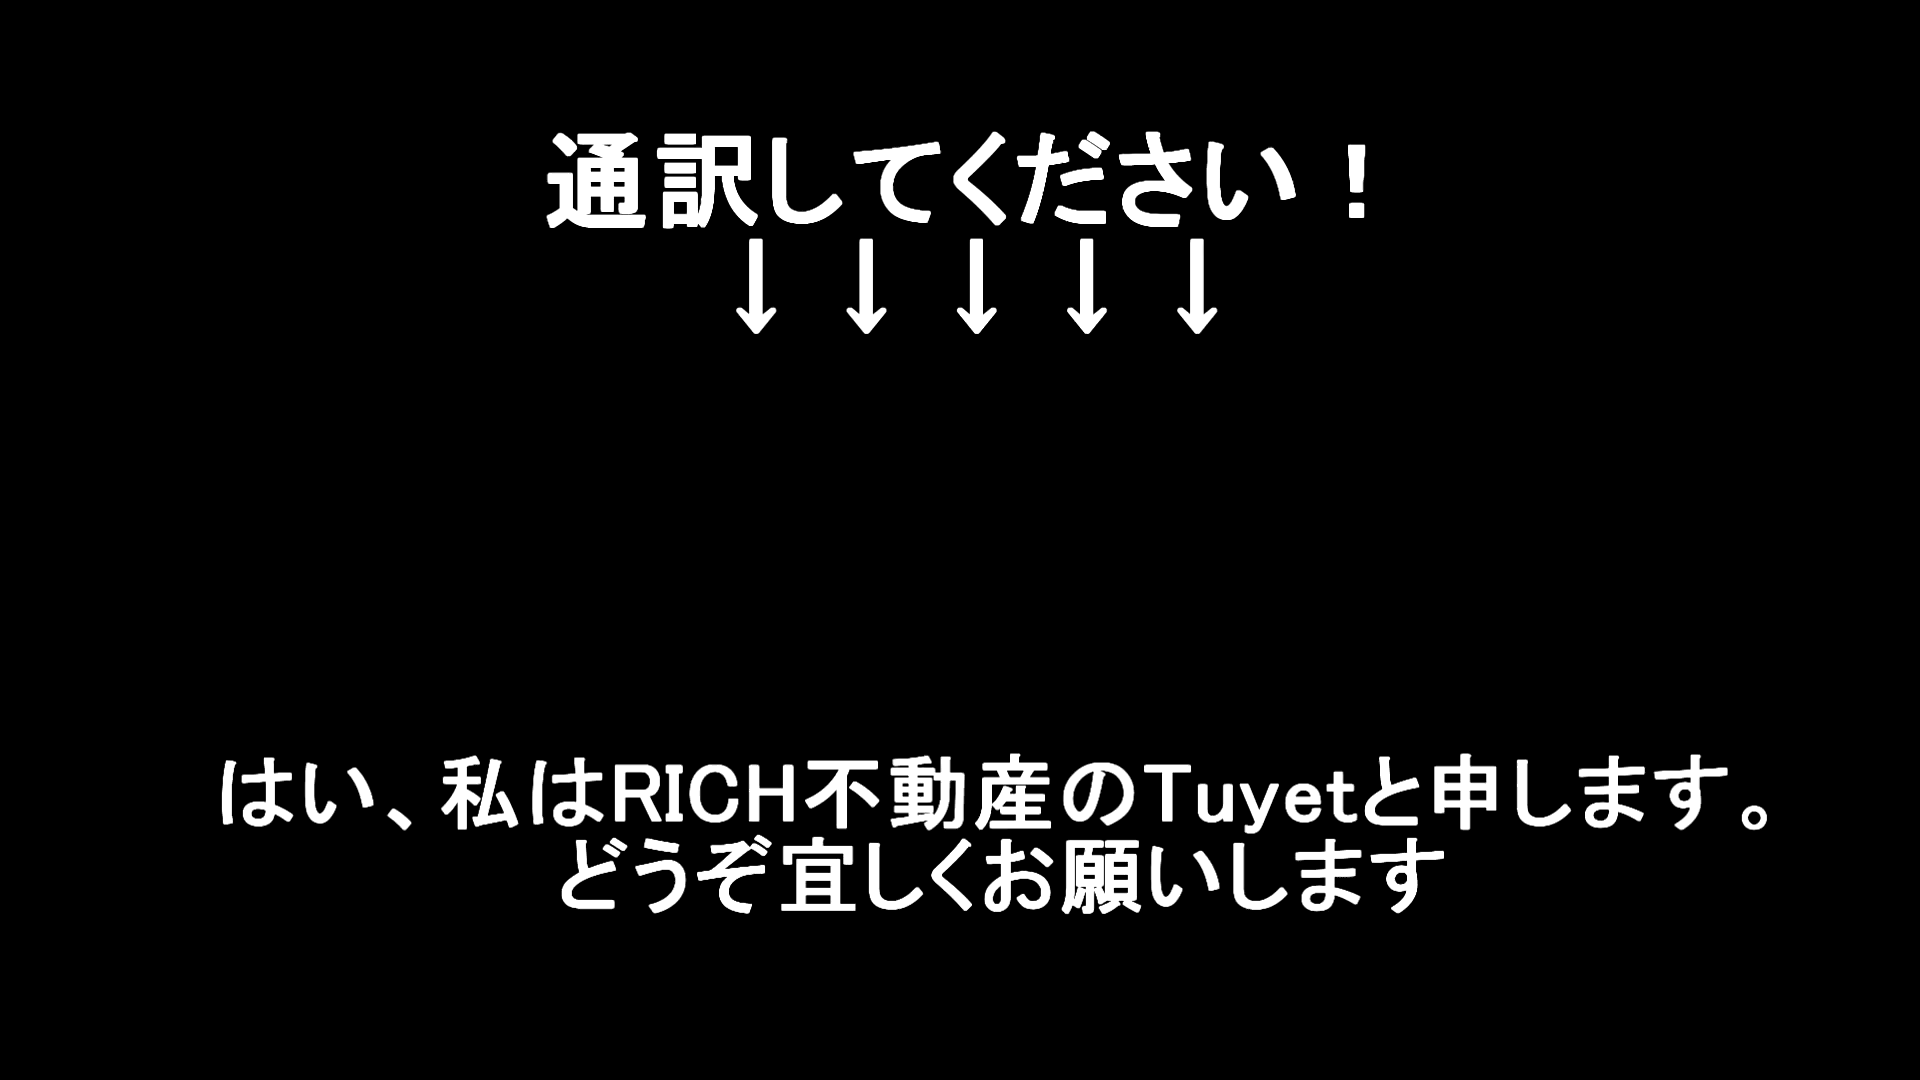 通訳してください！
↓ ↓ ↓ ↓ ↓
はい、私はRICH不動産のTuyetと申します。
どうぞ宜しくお願いします